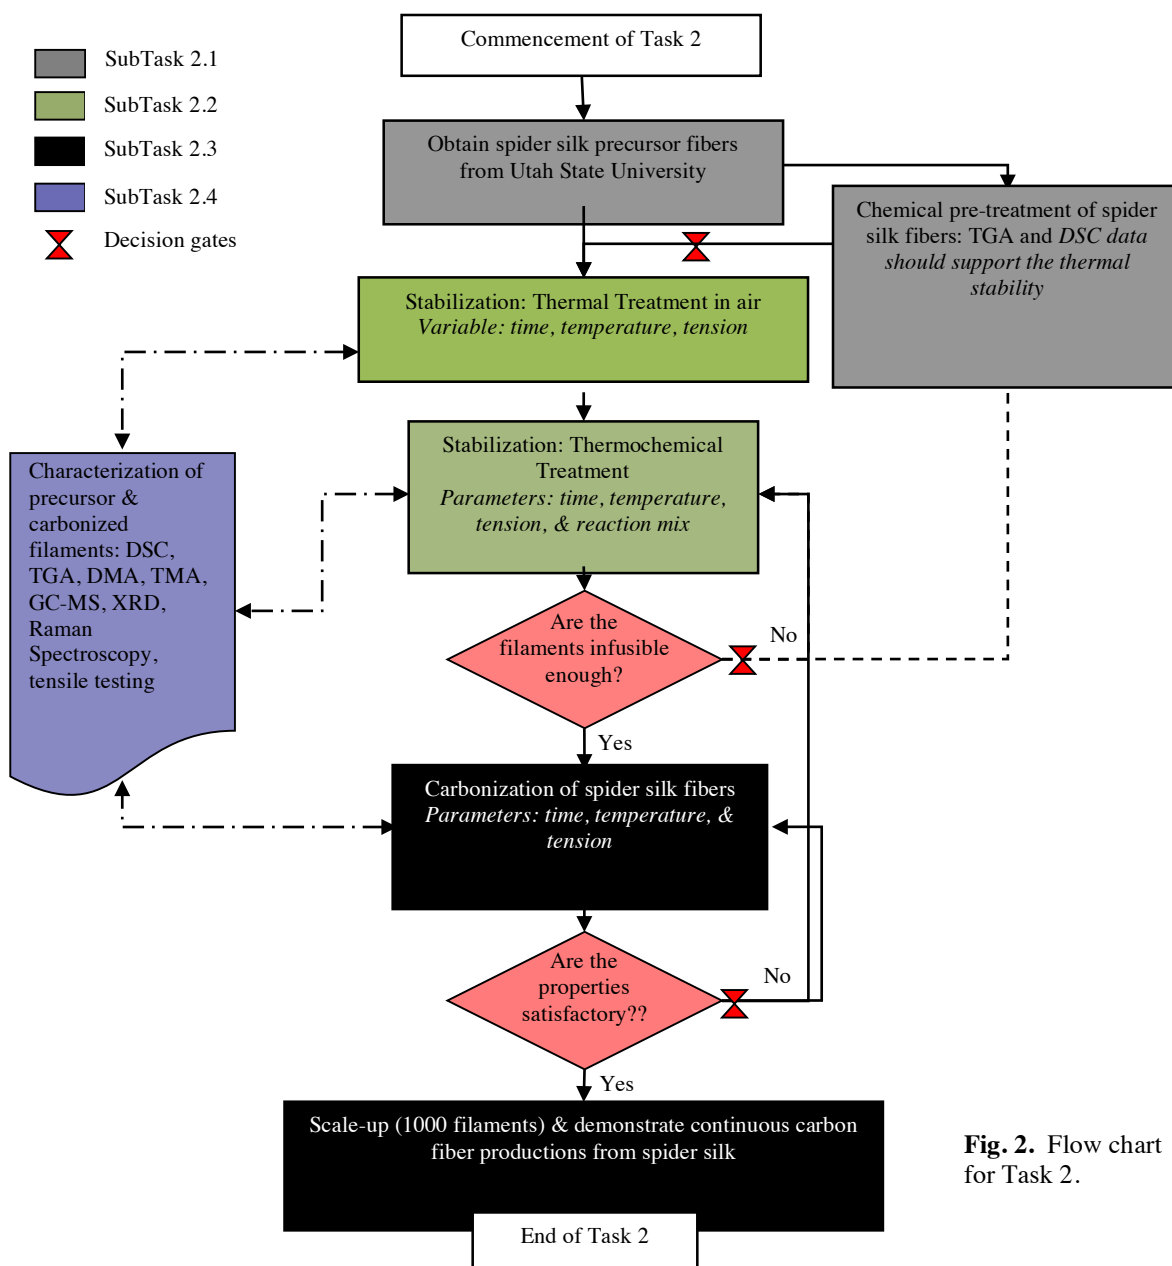 Commencement of Task 2
SubTask 2.1
SubTask 2.2
SubTask 2.3
SubTask 2.4
Decision gates
Obtain spider silk precursor fibers
from Utah State University
Chemical pre-treatment of spider
silk fibers: TGA and DSC data
should support the thermal
stability
Stabilization: Thermal Treatment in air
Variable: time, temperature, tension
Stabilization: Thermochemical
Treatment
Parameters: time, temperature,
tension, & reaction mix
Characterization of
precursor &
carbonized
filaments: DSC,
TGA, DMA, TMA,
GC-MS, XRD,
Raman
Spectroscopy,
tensile testing
Are the
filaments infusible
enough?
No
Yes
Carbonization of spider silk fibers
Parameters: time, temperature, &
tension
Are the
properties
satisfactory??
No
Yes
Scale-up (1000 filaments) & demonstrate continuous carbon
fiber productions from spider silk
End of Task 2
Fig. 2. Flow chart
for Task 2.